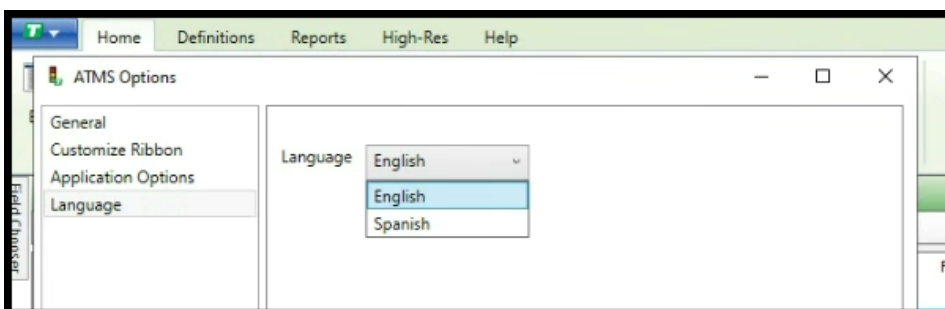 T
Home Definitions Reports High-Res Help
ATMS Options
General
Customize Ribbon
Application Options
Language
Language English
English
Spanish
Field Chooser
F